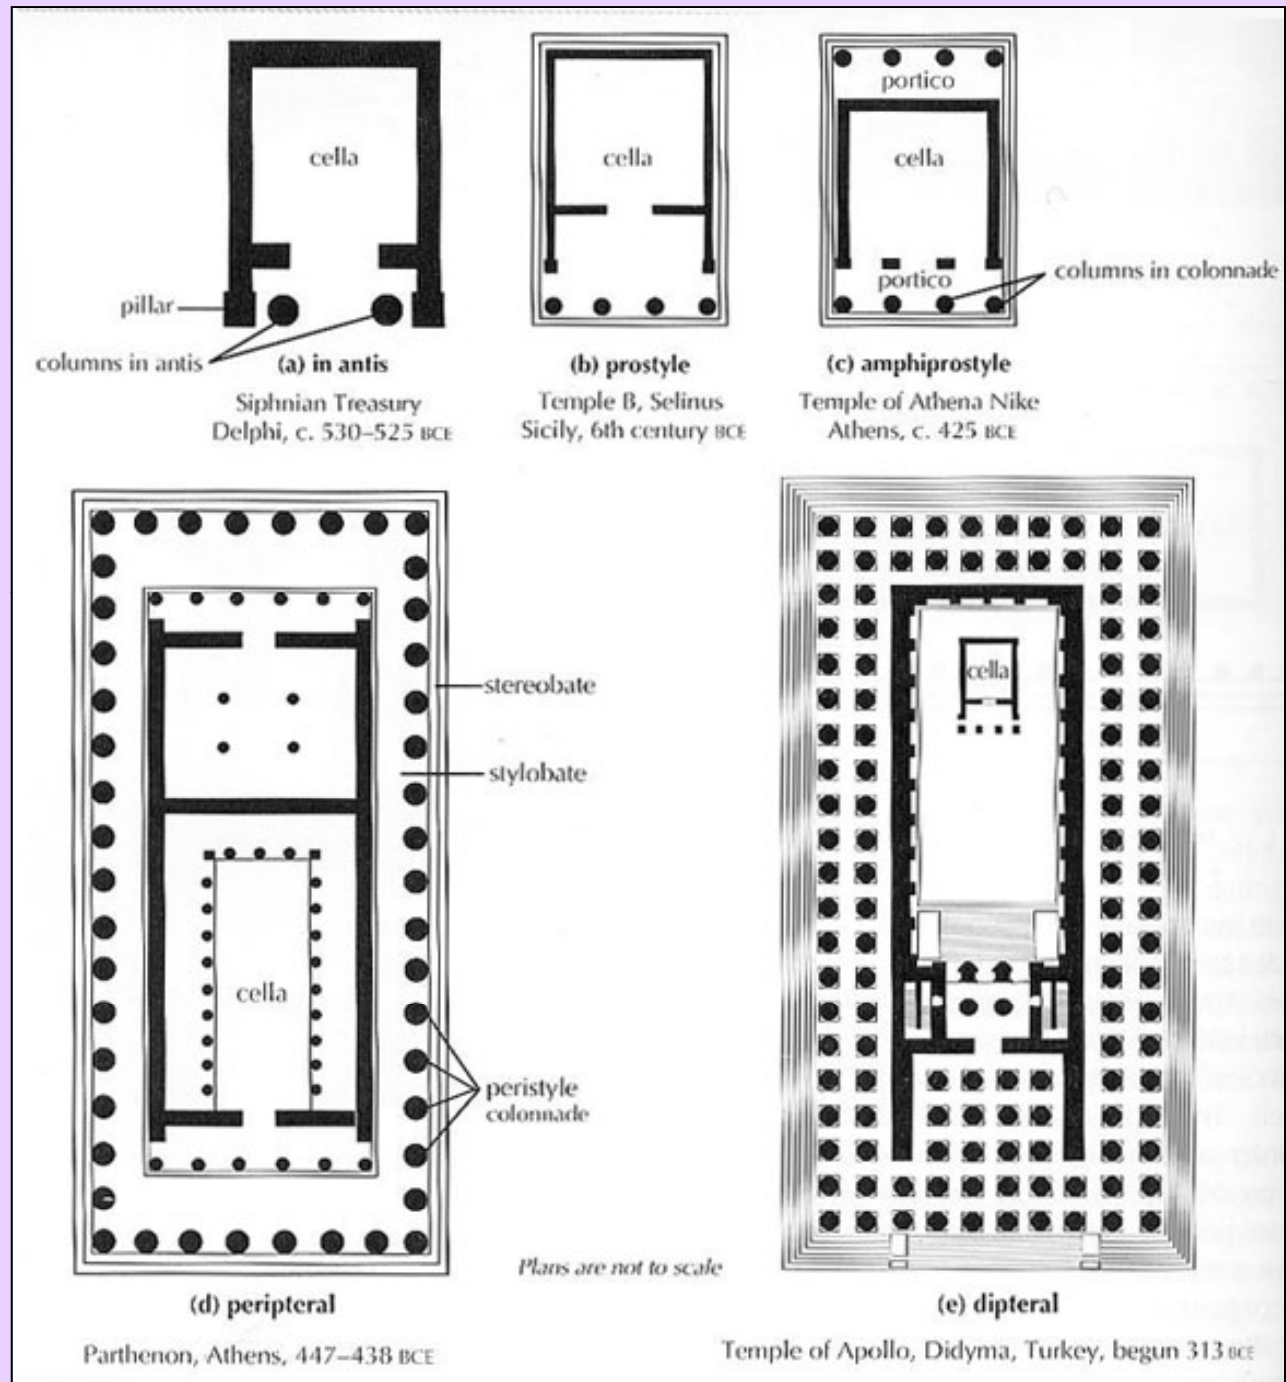 portico
cella
cella
cella
portico
columns in colonnade
pillar
columns in antis
(a) in antis
Siphnian Treasury
Delphi, c. 530–525 BCE
(b) prostyle
Temple B, Selinus
Sicily, 6th century BCE
(c) amphiprostyle
Temple of Athena Nike
Athens, c. 425 BCE
stereobate
stylobate
cella
peristyle
colonnade
cella
Plans are not to scale
(d) peripteral
Parthenon, Athens, 447–438 BCE
(e) dipteral
Temple of Apollo, Didyma, Turkey, begun 313 BCE